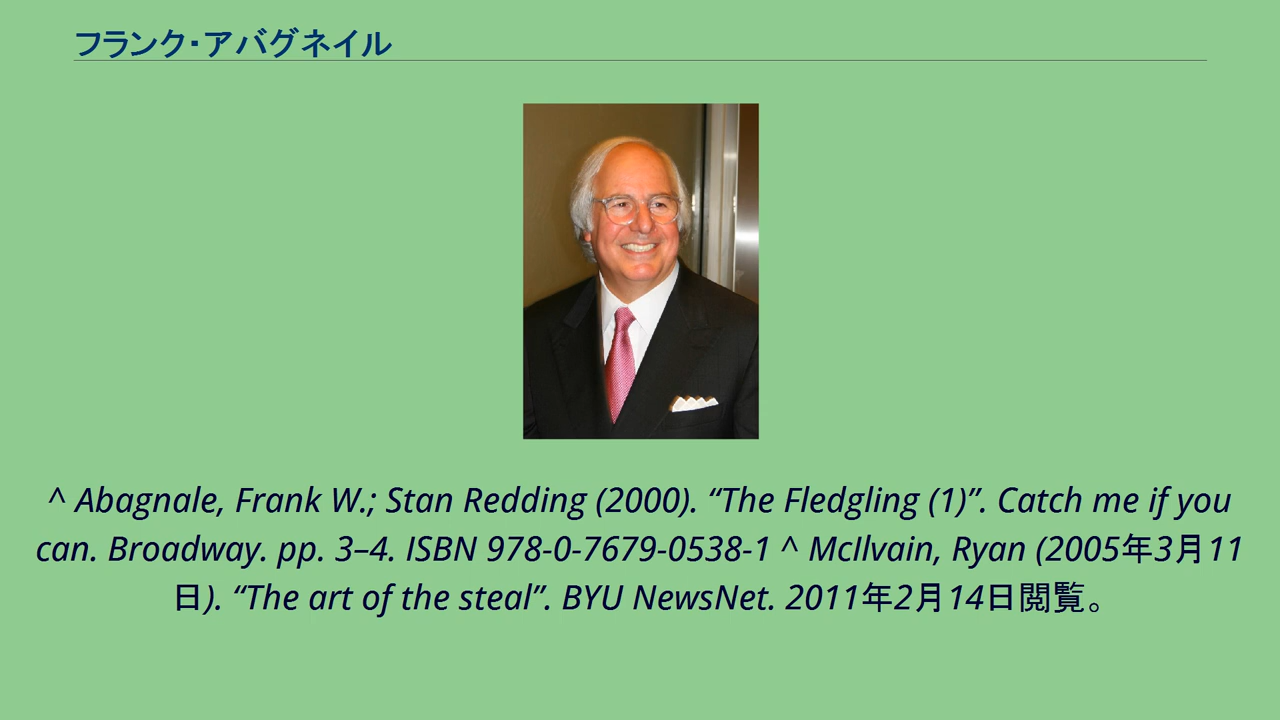 フランク・アバグネイル
^ Abagnale, Frank W.; Stan Redding (2000). “The Fledgling (1)”. Catch me if you
can. Broadway. pp. 3–4. ISBN 978-0-7679-0538-1 ^ McIlvain, Ryan (2005年3月11
日). “The art of the steal”. BYU NewsNet. 2011年2月14日閲覧。